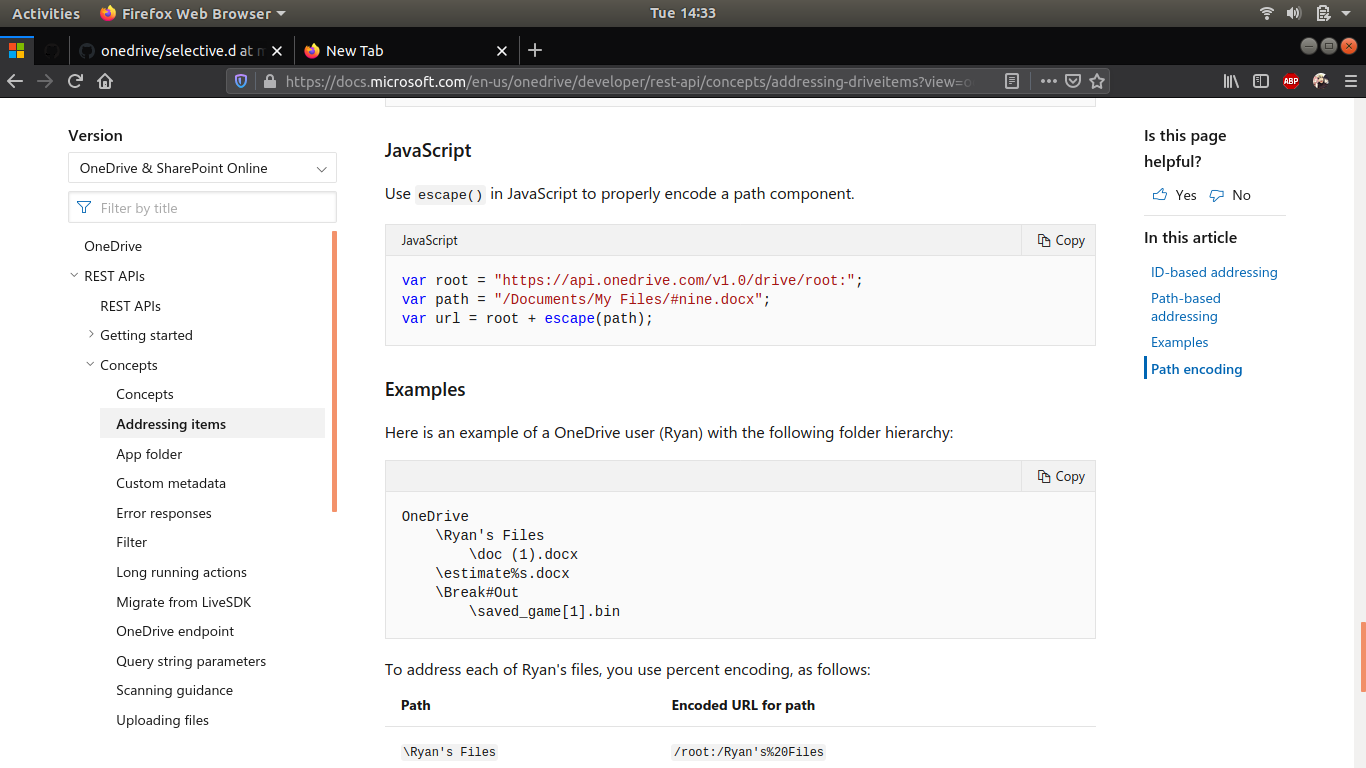 Activities Firefox Web Browser Tue 14:33
onedrive/selective.d at m New Tab
https://docs.microsoft.com/en-us/onedrive/developer/rest-api/concepts/addressing-driveitems?view=o ABP
Version
OneDrive & SharePoint Online
Filter by title
OneDrive
REST APIs
REST APIs
Getting started
Concepts
Concepts
Addressing items
App folder
Custom metadata
Error responses
Filter
Long running actions
Migrate from LiveSDK
OneDrive endpoint
Query string parameters
Scanning guidance
Uploading files
JavaScript
Use escape() in JavaScript to properly encode a path component.
JavaScript Copy
var root = "https://api.onedrive.com/v1.0/drive/root:";
var path = "/Documents/My Files/#nine.docx";
var url = root + escape(path);
Examples
Here is an example of a OneDrive user (Ryan) with the following folder hierarchy:
Copy
OneDrive
\Ryan's Files
\doc (1).docx
\estimate%s.docx
\Break#Out
\saved_game[1].bin
To address each of Ryan's files, you use percent encoding, as follows:
Path Encoded URL for path
\Ryan's Files /root:/Ryan's%20Files
Is this page
helpful?
Yes No
In this article
ID-based addressing
Path-based
addressing
Examples
Path encoding